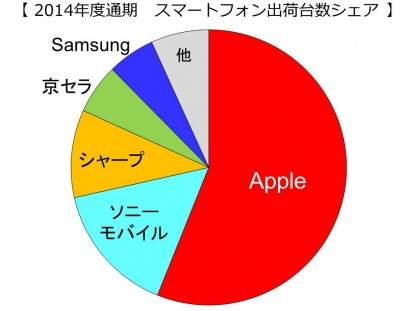 【 2014年度通期　スマートフォン出荷台数シェア 】
Samsung
他
京セラ
シャープ
Apple
ソニー
モバイル